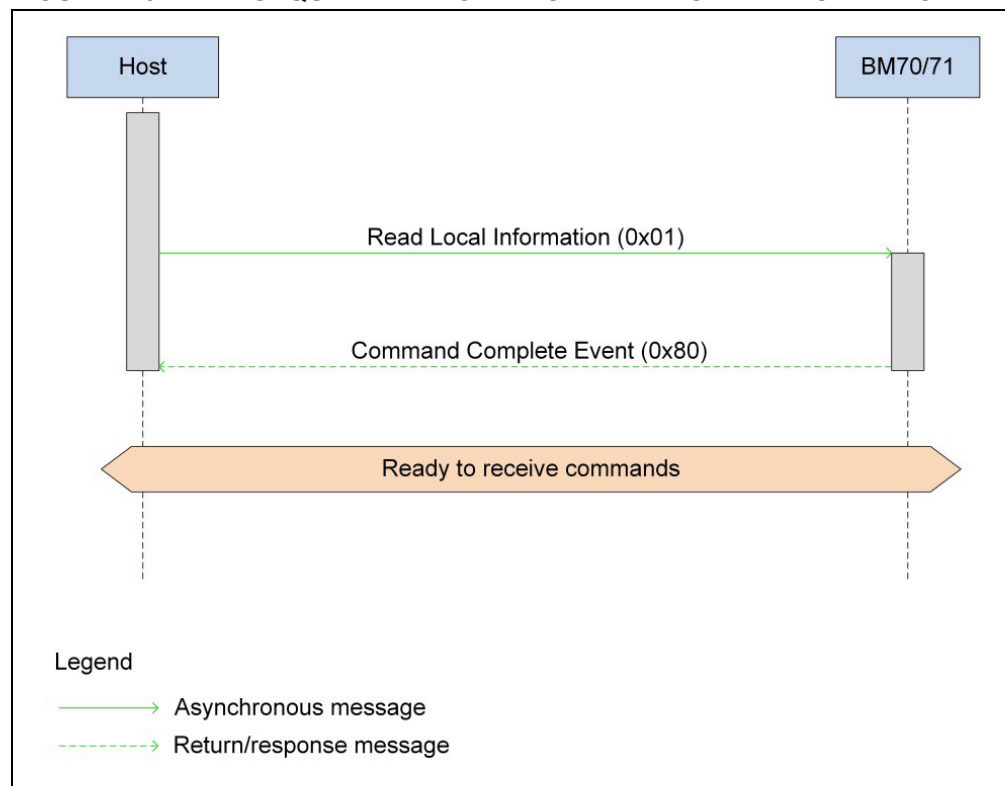 Host
BM70/71
Read Local Information (0x01)
Command Complete Event (0x80)
Ready to receive commands
Legend
Asynchronous message
Return/response message